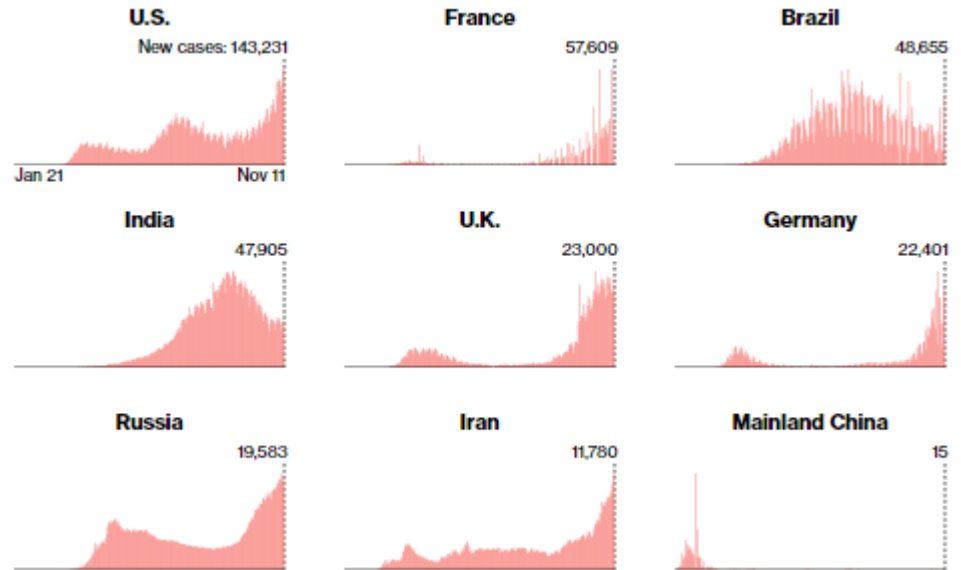 U.S.
New cases: 143,231
Jan 21 Nov 11
France
57,609
Brazil
48,655
India
47,905
U.K.
23,000
Germany
22,401
Russia
19,583
Iran
11,780
Mainland China
15